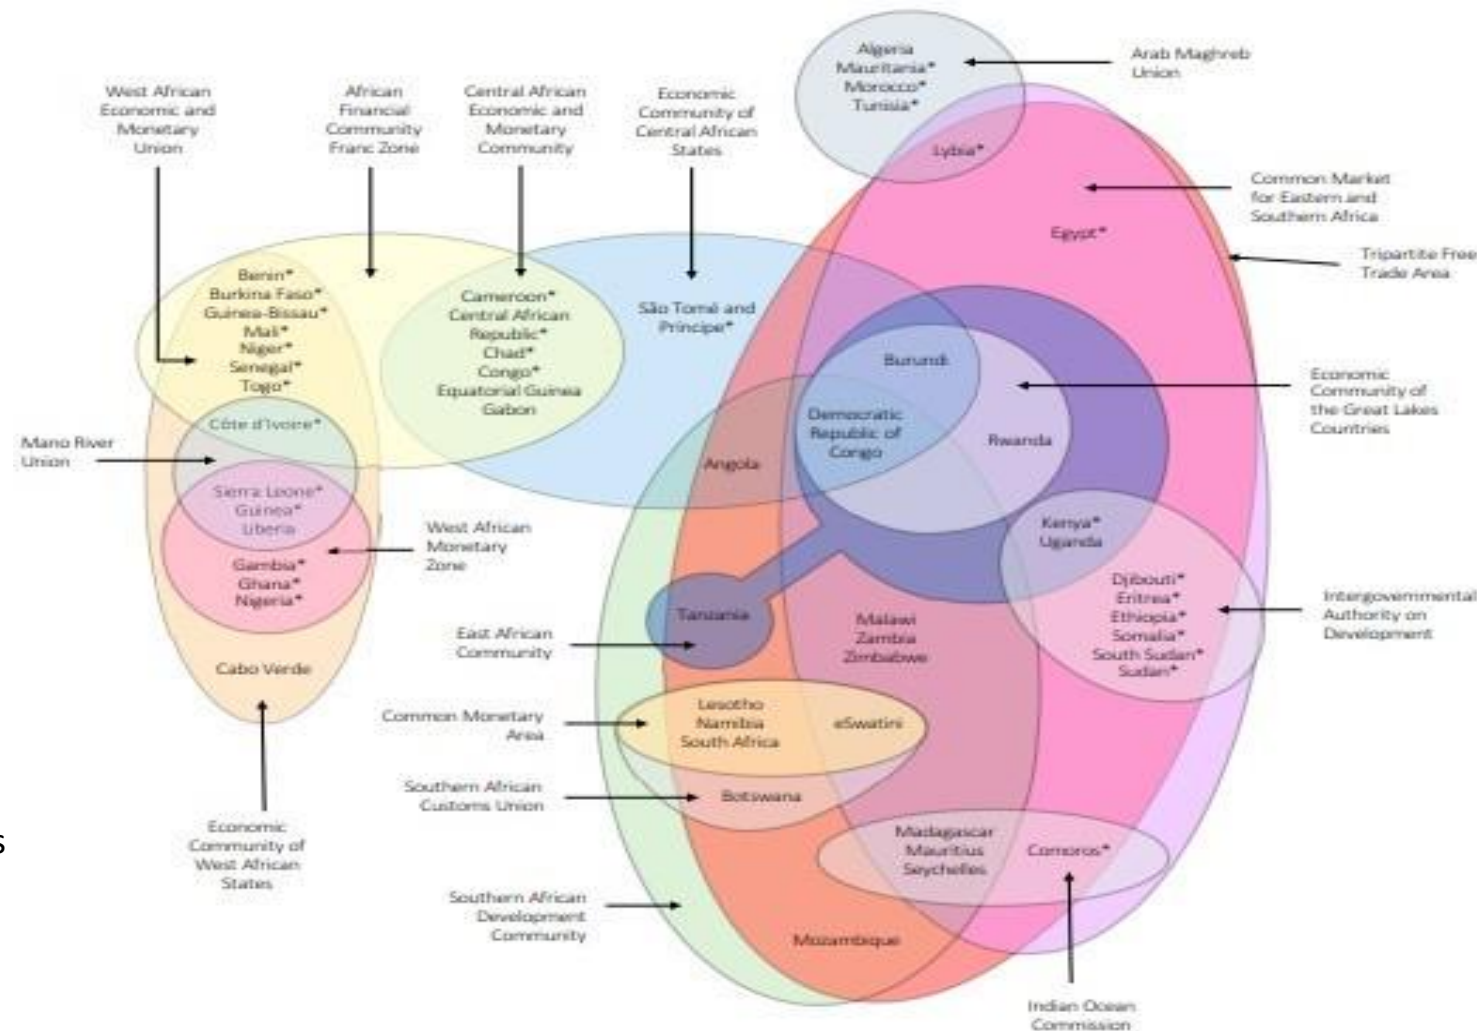 Algeria
Mauritania*
Morocco*
Tunisia*
Lybia*
Arab Maghreb
Union
West African
Economic and
Monetary
Union
African
Financial
Community
Franc Zone
Central African
Economic and
Monetary
Community
Economic
Community of
Central African
States
Common Market
for Eastern and
Southern Africa
Egypt*
Tripartite Free
Trade Area
Benin*
Burkina Faso*
Guinea-Bissau*
Mali*
Niger*
Senegal*
Togo*
Cameroon*
Central African
Republic*
Chad*
Congo*
Equatorial Guinea
Gabon
São Tomé and
Principe*
Burundi
Economic
Community of
the Great Lakes
Countries
Democratic
Republic of
Congo
Rwanda
Angola
Côte d'Ivoire*
Mano River
Union
Sierra Leone*
Guinea*
Liberia
West African
Monetary
Zone
Gambia*
Ghana*
Nigeria*
Kenya*
Uganda
Djibouti*
Eritrea*
Ethiopia*
Somalia*
South Sudan*
Sudan*
Intergovernmental
Authority on
Development
Tanzania
East African
Community
Malawi
Zambia
Zimbabwe
Cabo Verde
Common Monetary
Area
Lesotho
Namibia
South Africa
eSwatini
Southern African
Customs Union
Botswana
Economic
Community of
West African
States
s
Madagascar
Mauritius
Seychelles
Comoros*
Southern African
Development
Community
Mozambique
Indian Ocean
Commission